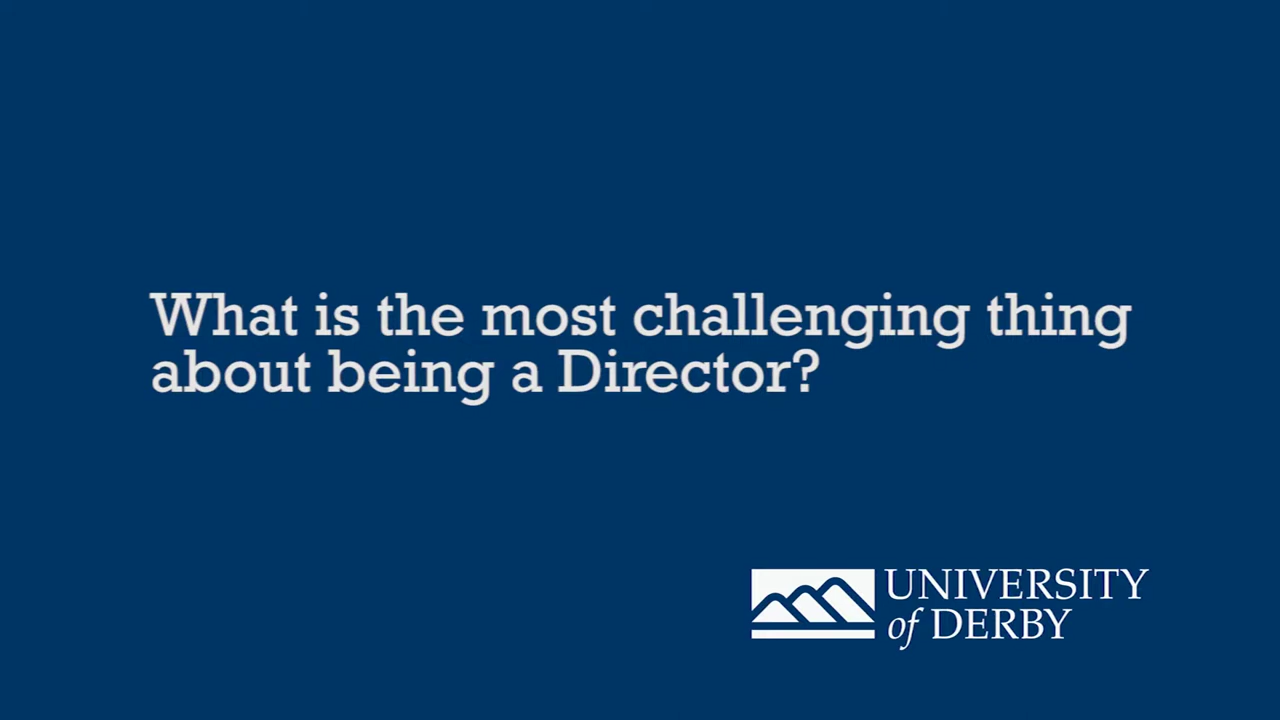 What is the most challenging thing
about being a Director?
UNIVERSITY
of DERBY